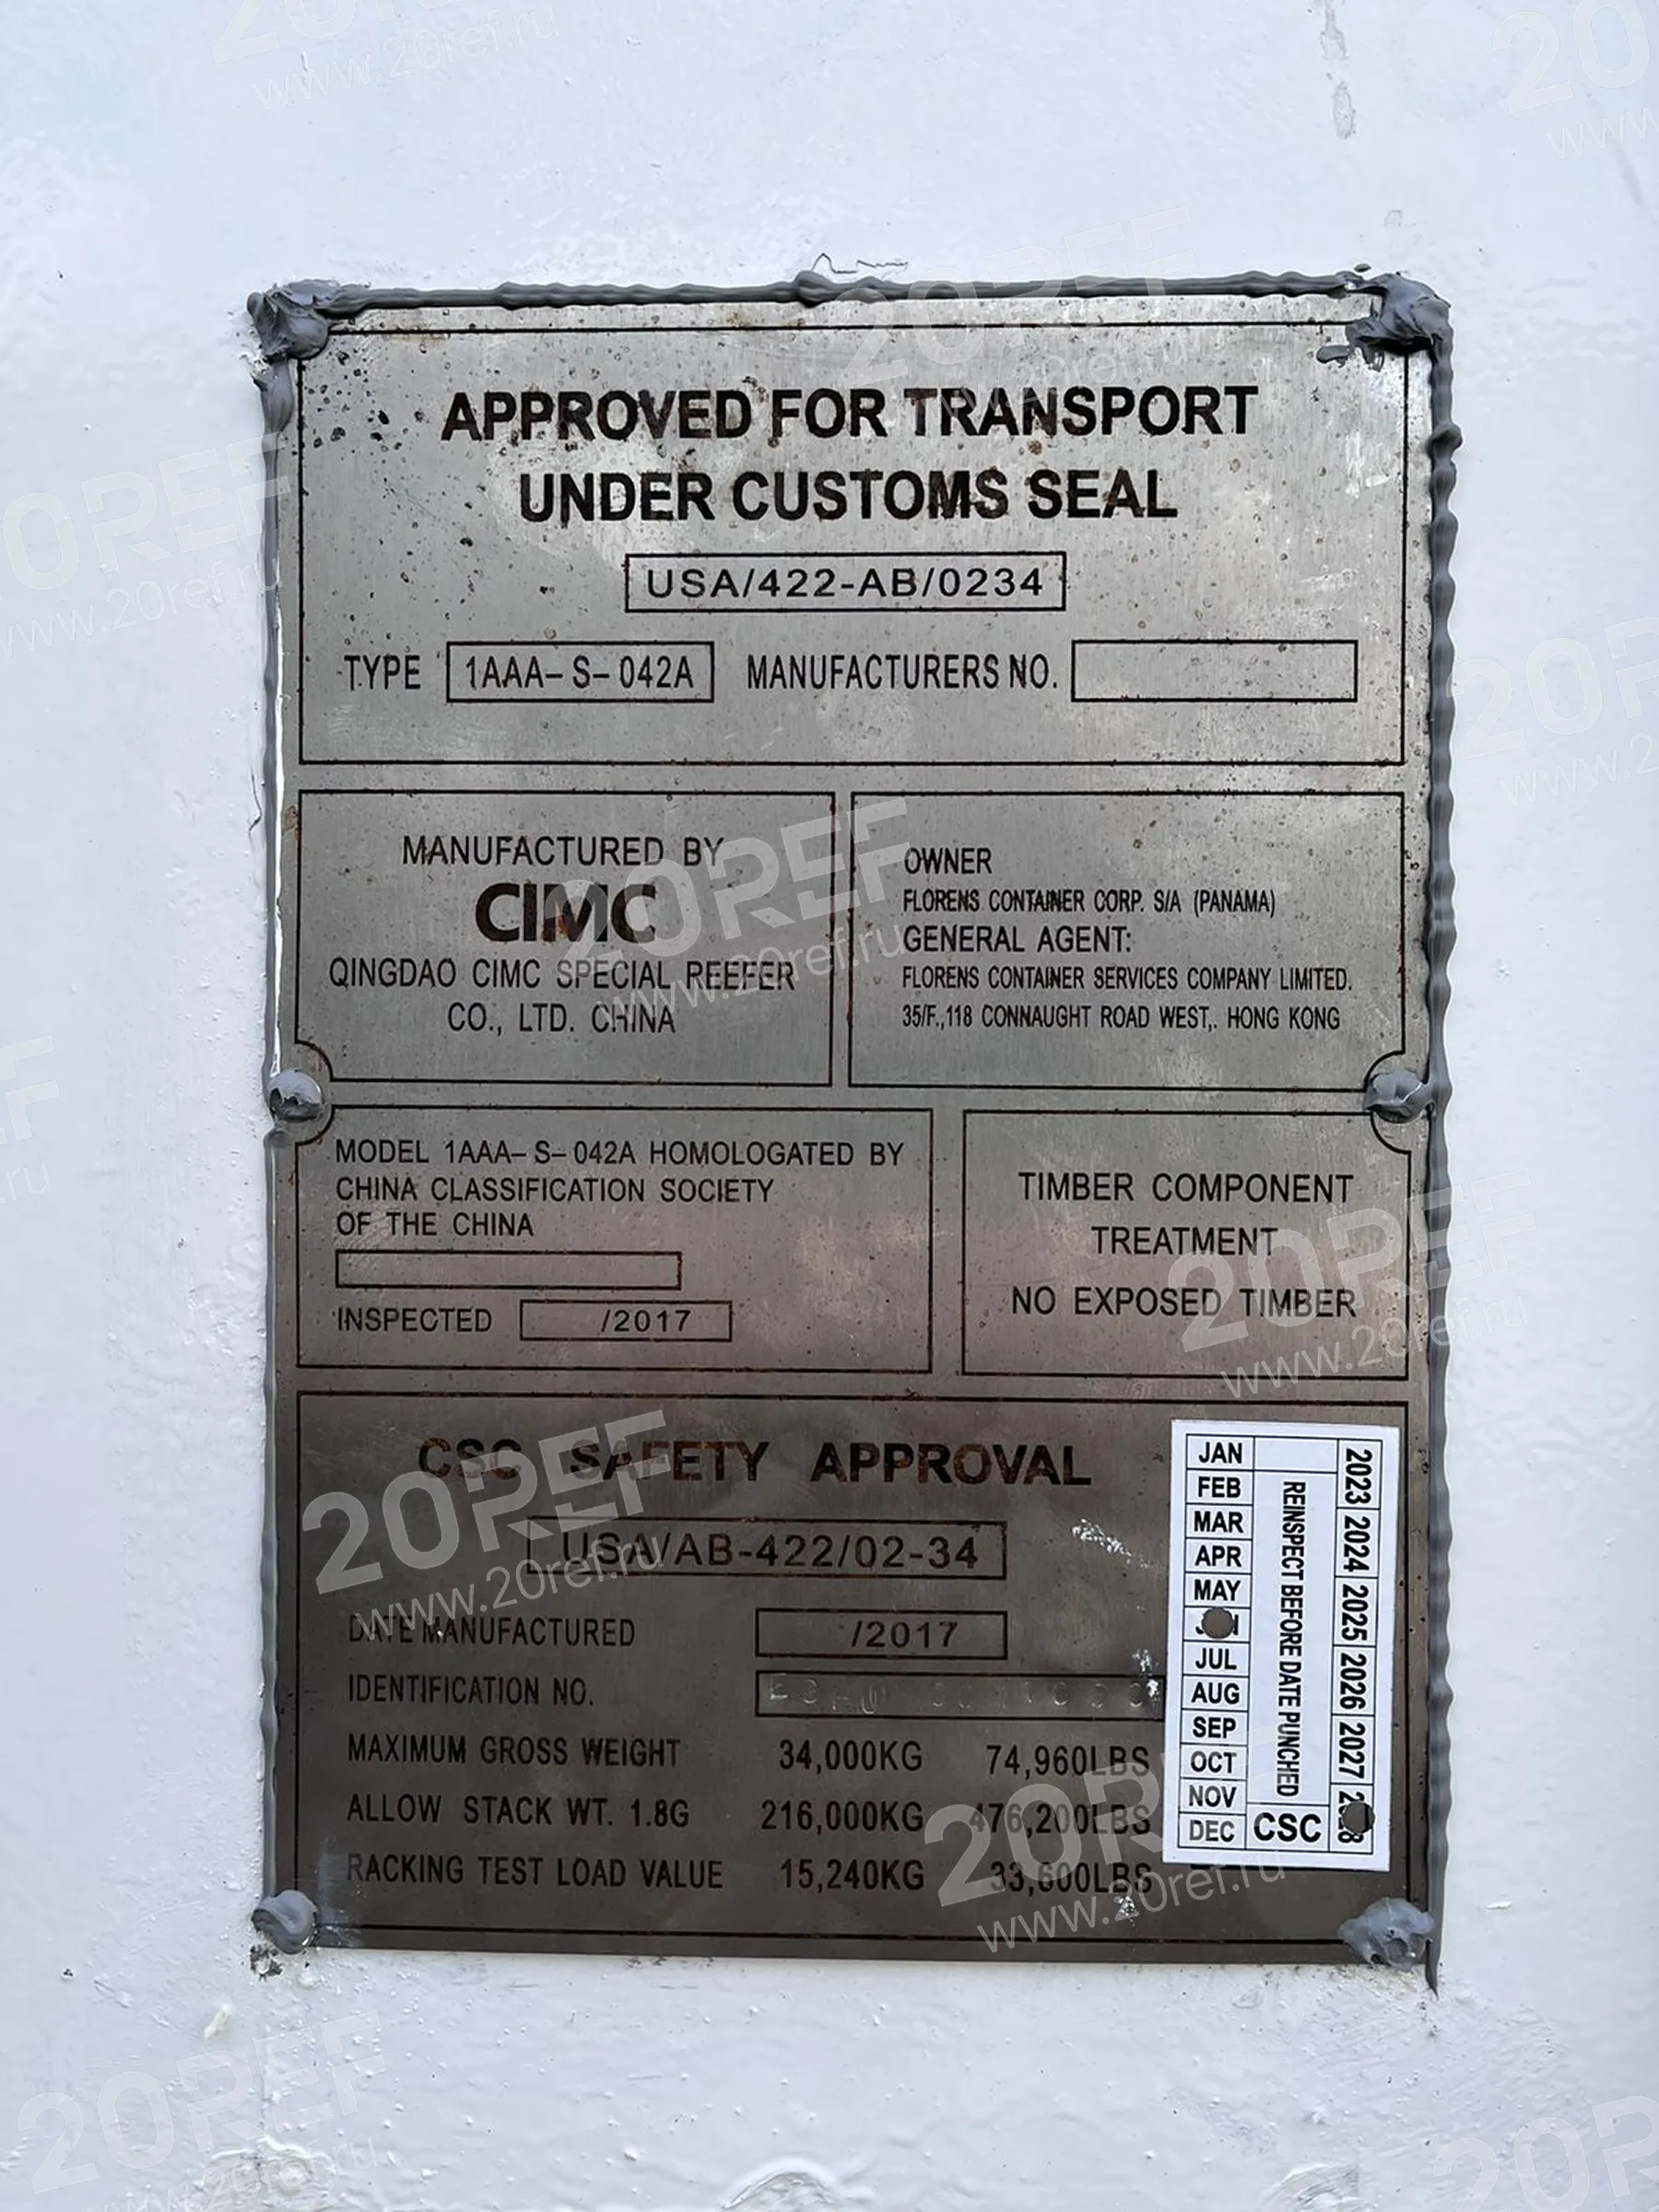 APPROVED FOR TRANSPORT
UNDER CUSTOMS SEAL
USA/422-AB/0234
TYPE 1AAA-S-042A MANUFACTURERS NO.
MANUFACTURED BY
CIMC
QINGDAO CIMC SPECIAL REEFER
CO., LTD. CHINA
OWNER
FLORENS CONTAINER CORP. S/A (PANAMA)
GENERAL AGENT:
FLORENS CONTAINER SERVICES COMPANY LIMITED.
35/F.,118 CONNAUGHT ROAD WEST,. HONG KONG
MODEL 1AAA-S-042A HOMOLOGATED BY
CHINA CLASSIFICATION SOCIETY
OF THE CHINA
INSPECTED /2017
TIMBER COMPONENT
TREATMENT
NO EXPOSED TIMBER
CSC SAFETY APPROVAL
USA/AB-422/02-34
DATE MANUFACTURED /2017
IDENTIFICATION NO.
MAXIMUM GROSS WEIGHT 34,000KG 74,960LBS
ALLOW STACK WT. 1.8G 216,000KG 476,200LBS
RACKING TEST LOAD VALUE 15,240KG 33,600LBS
JAN
FEB
MAR
APR
MAY
JUN
JUL
AUG
SEP
OCT
NOV
DEC
REINSPECT BEFORE DATE PUNCHED
CSC
2023 2024 2025 2026 2027 2028
20REF
www.20ref.ru